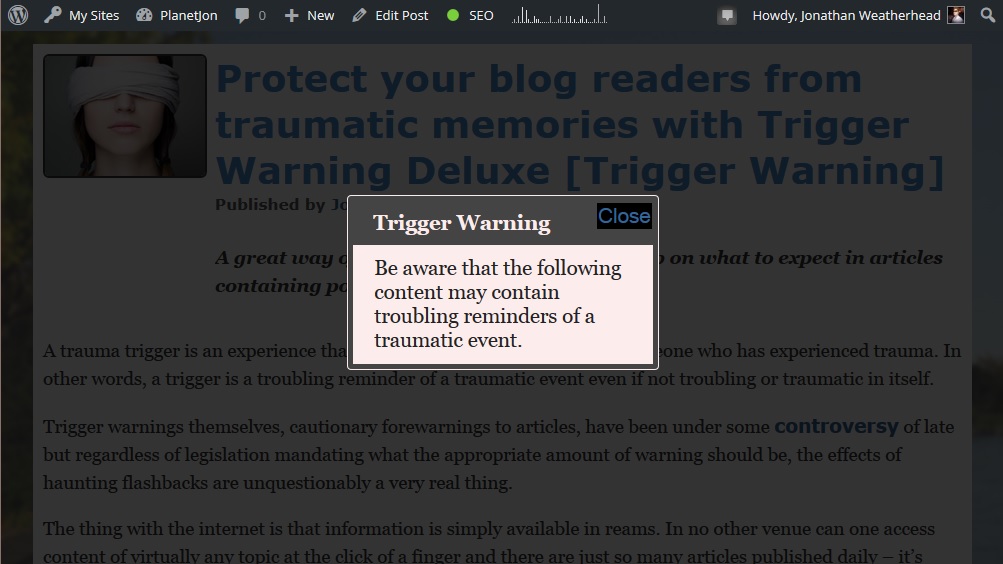 My Sites PlanetJon 0 New Edit Post SEO Howdy, Jonathan Weatherhead
Protect your blog readers from
traumatic memories with Trigger
Warning Deluxe [Trigger Warning]
Published by Jo
Trigger Warning Close
Be aware that the following
content may contain
troubling reminders of a
traumatic event.
A great way o on what to expect in articles
containing po
A trauma trigger is an experience tha eone who has experienced trauma. In
other words, a trigger is a troubling reminder of a traumatic event even if not troubling or traumatic in itself.
Trigger warnings themselves, cautionary forewarnings to articles, have been under some controversy of late
but regardless of legislation mandating what the appropriate amount of warning should be, the effects of
haunting flashbacks are unquestionably a very real thing.
The thing with the internet is that information is simply available in reams. In no other venue can one access
content of virtually any topic at the click of a finger and there are just so many articles published daily – it's